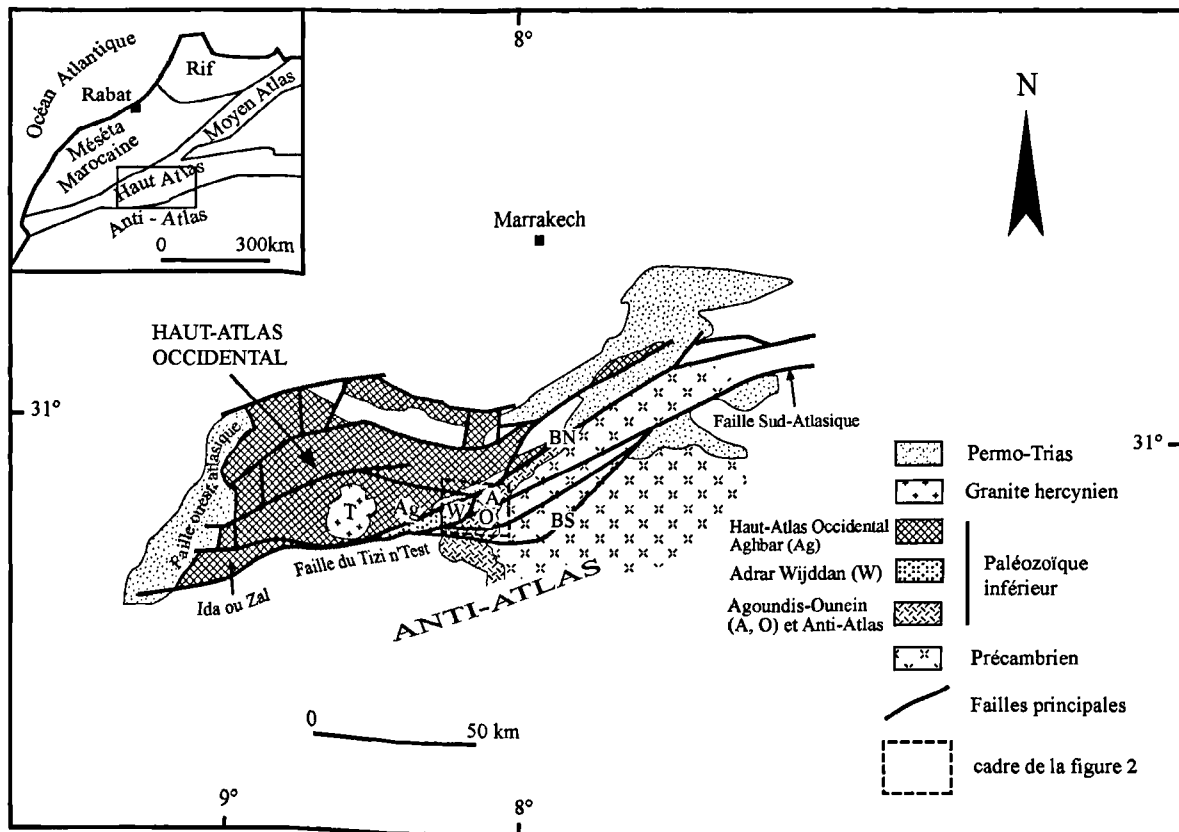 8°
Océan Atlantique
Rif
Rabat
Moyen Atlas
Méséta
Marocaine
Haut Atlas
Anti - Atlas
0 300km
N
Marrakech
HAUT-ATLAS
OCCIDENTAL
31°
31°
Faille ouest atlasique
BN
Faille Sud-Atlasique
T
Ag
W
A
O
BS
Faille du Tizi n'Test
Ida ou Zal
ANTI-ATLAS
Permo-Trias
Granite hercynien
Haut-Atlas Occidental
Aghbar (Ag)
Adrar Wijddan (W)
Agoundis-Ounein
(A, O) et Anti-Atlas
Paléozoïque
inférieur
Précambrien
Failles principales
cadre de la figure 2
0 50 km
9°
8°